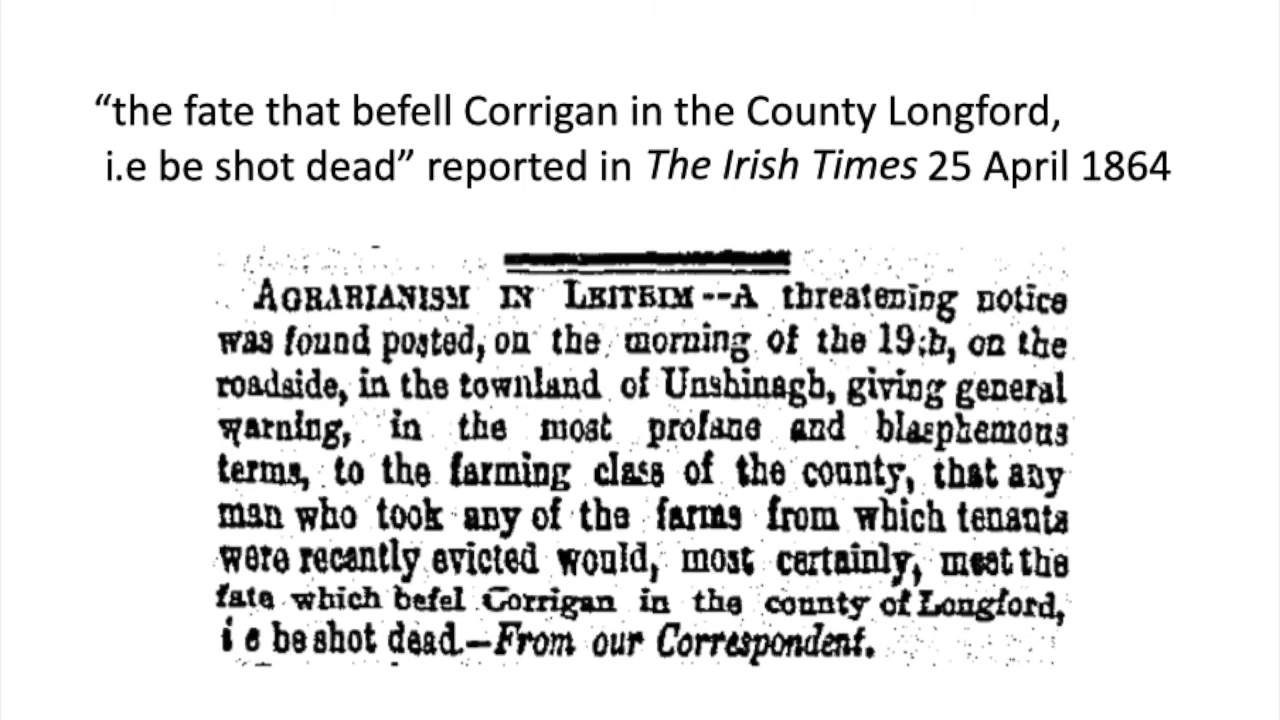 “the fate that befell Corrigan in the County Longford,
i.e be shot dead” reported in The Irish Times 25 April 1864
AGRARIANISM IN LEITRIM--A threatening notice
was found posted, on the morning of the 19th, on the
roadside, in the townland of Unshinagh, giving general
warning, in the most profane and blasphemous
terms, to the farming class of the county, that any
man who took any of the farms from which tenants
were recently evicted would, most certainly, meet the
fate which befel Corrigan in the county of Longford,
i e be shot dead.—From our Correspondent.